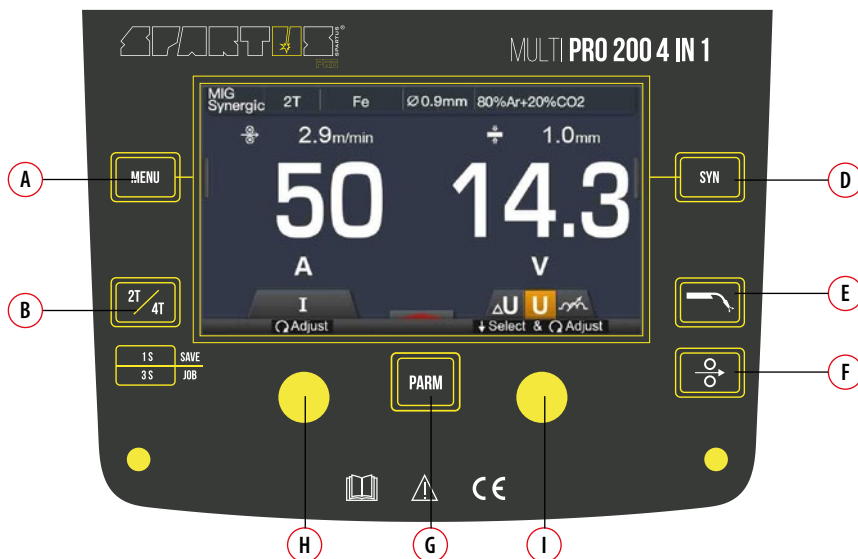 SPARTUS®
SPARTUS
PRO
MULTI PRO 200 4 IN 1
MIG Synergic 2T Fe Ø0.9mm 80%Ar+20%CO2
2.9m/min 1.0mm
50 14.3
A V
I ΔU U
Adjust Select & Adjust
A MENU SYN D
B 2T/4T E
1 S SAVE
3 S JOB
PARM F
CE
H G I